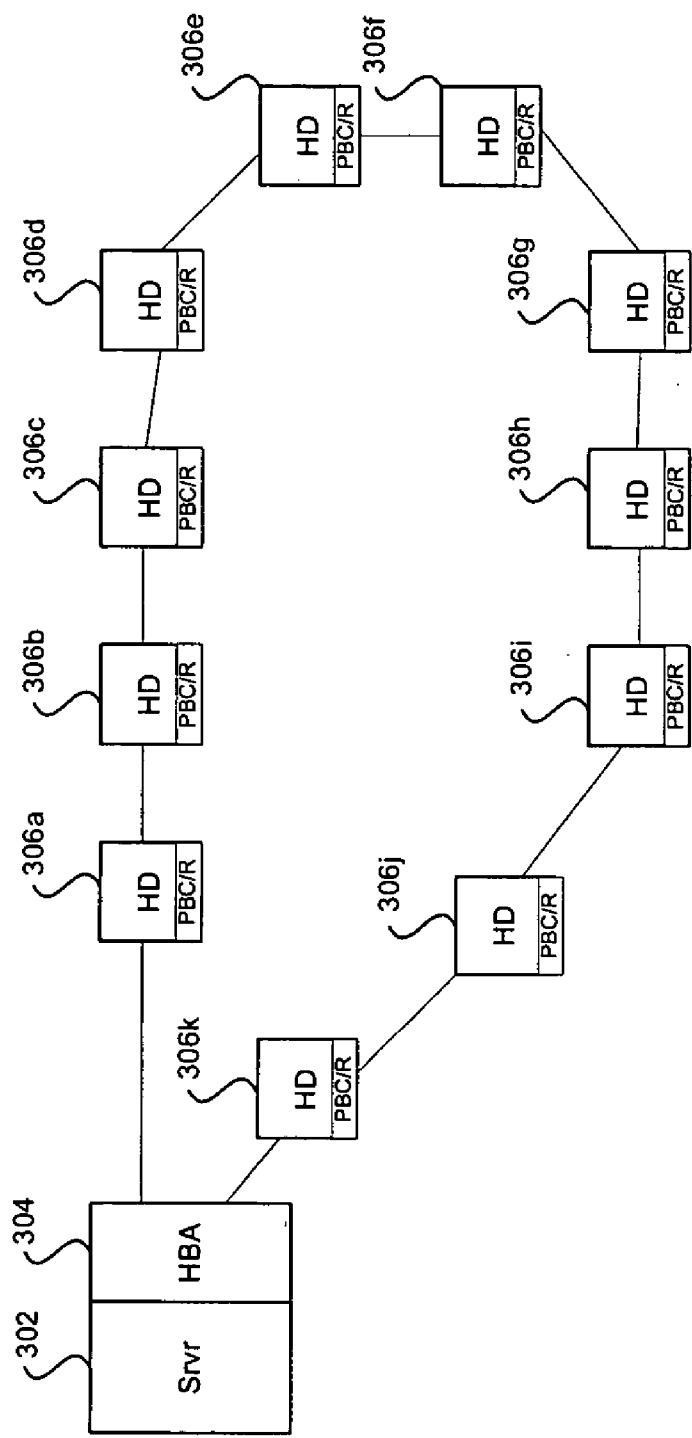 302
Srvr
304
HBA
306a
HD
PBC/R
306b
HD
PBC/R
306c
HD
PBC/R
306d
HD
PBC/R
306e
HD
PBC/R
306f
HD
PBC/R
306g
HD
PBC/R
306h
HD
PBC/R
306i
HD
PBC/R
306j
HD
PBC/R
306k
HD
PBC/R